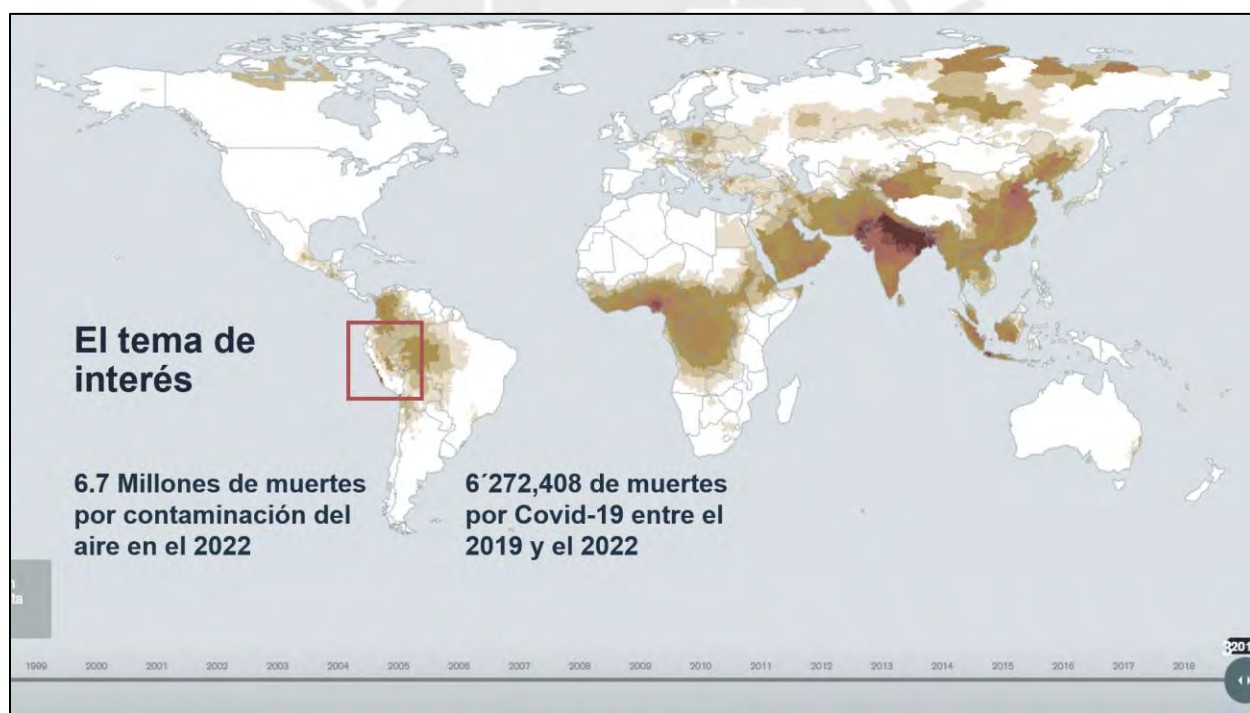 El tema de
interés
6.7 Millones de muertes
por contaminación del
aire en el 2022
6´272,408 de muertes
por Covid-19 entre el
2019 y el 2022
3
201
1999 2000 2001 2002 2003 2004 2005 2006 2007 2008 2009 2010 2011 2012 2013 2014 2015 2016 2017 2018